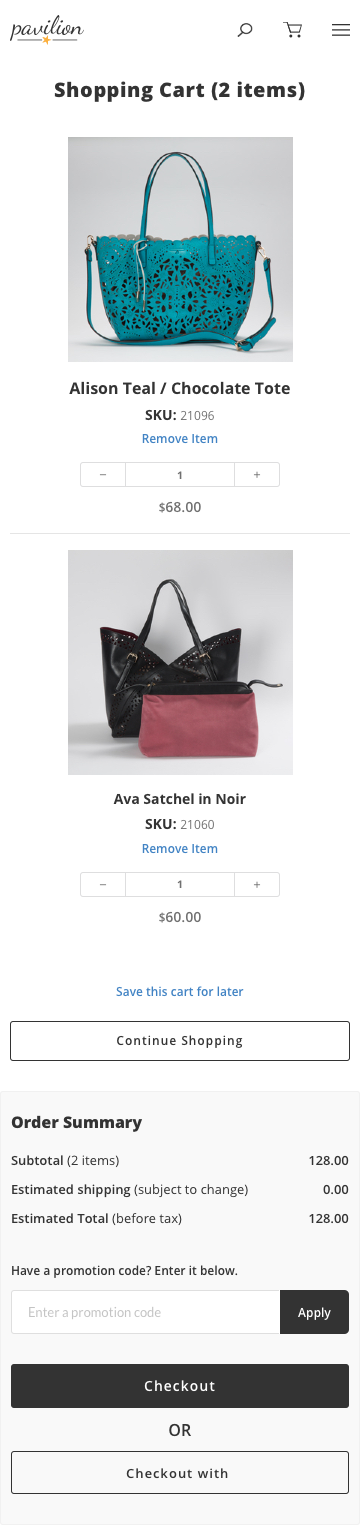 pavilion
Shopping Cart (2 items)
Alison Teal / Chocolate Tote
SKU: 21096
Remove Item
− 1 +
$68.00
Ava Satchel in Noir
SKU: 21060
Remove Item
− 1 +
$60.00
Save this cart for later
Continue Shopping
Order Summary
Subtotal (2 items) 128.00
Estimated shipping (subject to change) 0.00
Estimated Total (before tax) 128.00
Have a promotion code? Enter it below.
Enter a promotion code Apply
Checkout
OR
Checkout with